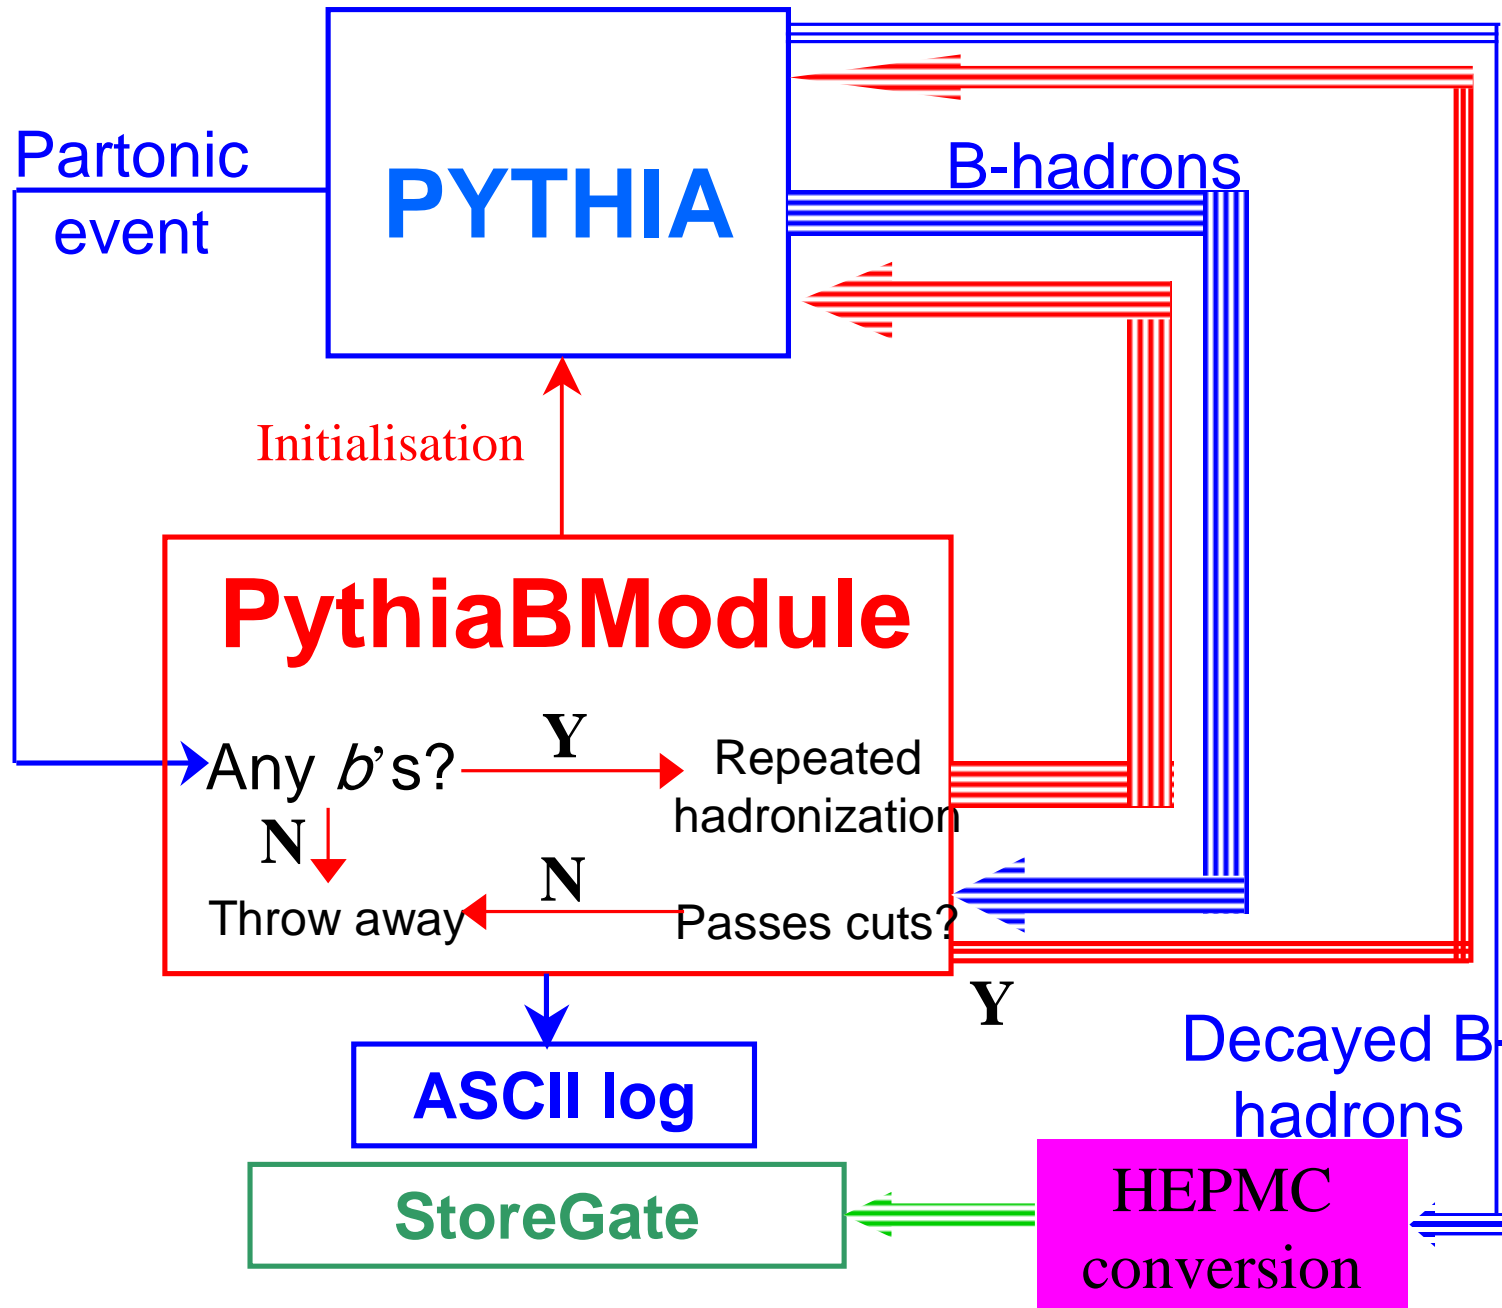 Partonic
event
PYTHIA
B-hadrons
Initialisation
PythiaBModule
Any b's?
Y
Repeated
hadronization
N
Throw away
N
Passes cuts?
Y
ASCII log
Decayed B-
hadrons
StoreGate
HEPMC
conversion